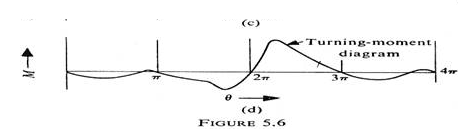 (c)
Turning-moment
diagram
M
π
2π
3π
4π
θ
(d)
FIGURE 5.6